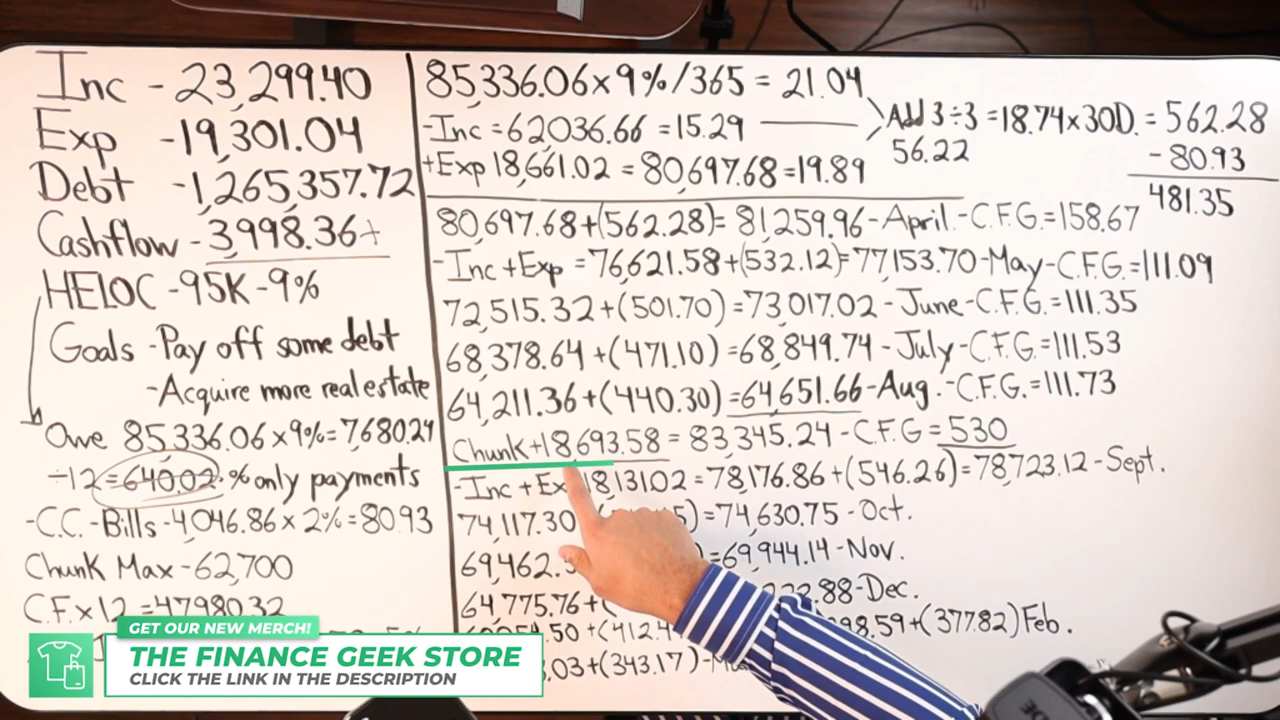 Inc - 23,299.40
Exp - 19,301.04
Debt - 1,265,357.72
Cashflow - 3,998.36+
HELOC - 95K - 9%
Goals - Pay off some debt
- Acquire more real estate
Owe 85,336.06 x 9% = 7,680.24
÷12 = 640.02 % only payments
- C.C. - Bills - 4,046.86 x 2% = 80.93
Chunk Max - 62,700
C.F. x 12 = 47980.32
85,336.06 x 9% / 365 = 21.04
- Inc = 62036.66 = 15.29
+ Exp 18,661.02 = 80,697.68 = 19.89
Add 3 ÷ 3 = 18.74 x 30D. = 562.28
56.22
- 80.93
481.35
80,697.68 + (562.28) = 81,259.96 - April - C.F.G. = 158.67
- Inc + Exp = 76,621.58 + (532.12) = 77,153.70 - May - C.F.G. = 111.09
72,515.32 + (501.70) = 73,017.02 - June - C.F.G. = 111.35
68,378.64 + (471.10) = 68,849.74 - July - C.F.G. = 111.53
64,211.36 + (440.30) = 64,651.66 - Aug. - C.F.G. = 111.73
Chunk + 18,693.58 = 83,345.24 - C.F.G = 530
- Inc + Ex 18,131.02 = 78,176.86 + (546.26) = 78,723.12 - Sept.
74,117.30 5) = 74,630.75 - Oct.
69,462. = 69,944.14 - Nov.
64,775.76 + ( .88 - Dec.
.50 + (412.4 98.59 + (377.82) Feb.
.03 + (343.17) -
GET OUR NEW MERCH!
THE FINANCE GEEK STORE
CLICK THE LINK IN THE DESCRIPTION